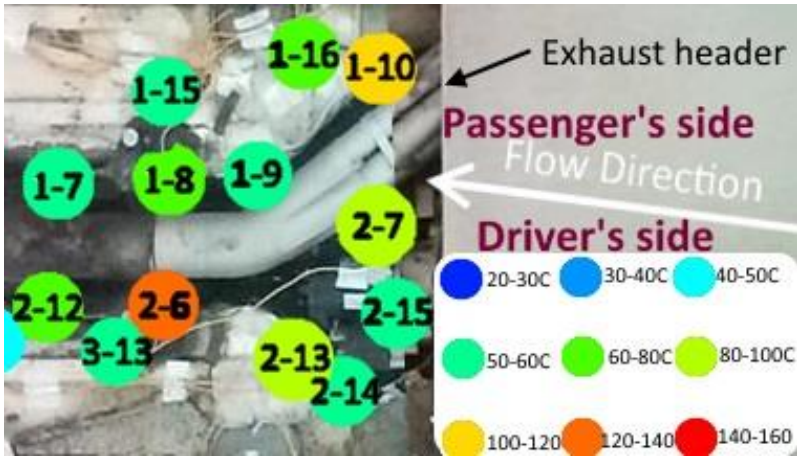 1-16
1-10
Exhaust header
1-15
Passenger's side
Flow Direction
1-7
1-8
1-9
2-7
Driver's side
20-30C
30-40C
40-50C
2-12
2-6
2-15
3-13
2-13
50-60C
60-80C
80-100C
2-14
100-120
120-140
140-160